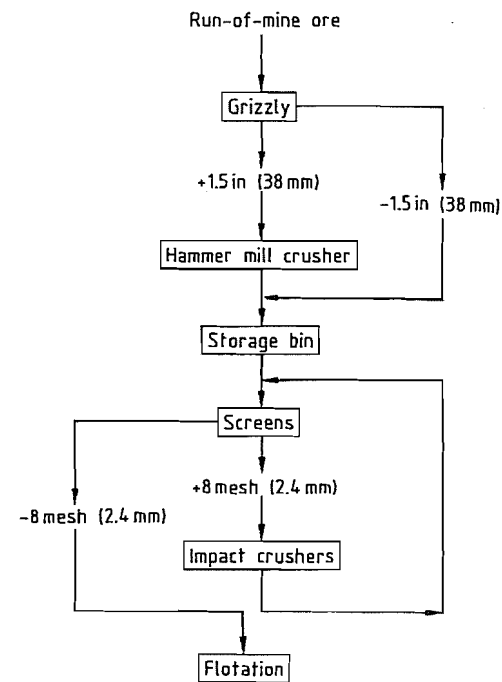 Run-of-mine ore
Grizzly
+1.5 in (38 mm)
-1.5 in (38 mm)
Hammer mill crusher
Storage bin
Screens
+8 mesh (2.4 mm)
-8 mesh (2.4 mm)
Impact crushers
Flotation